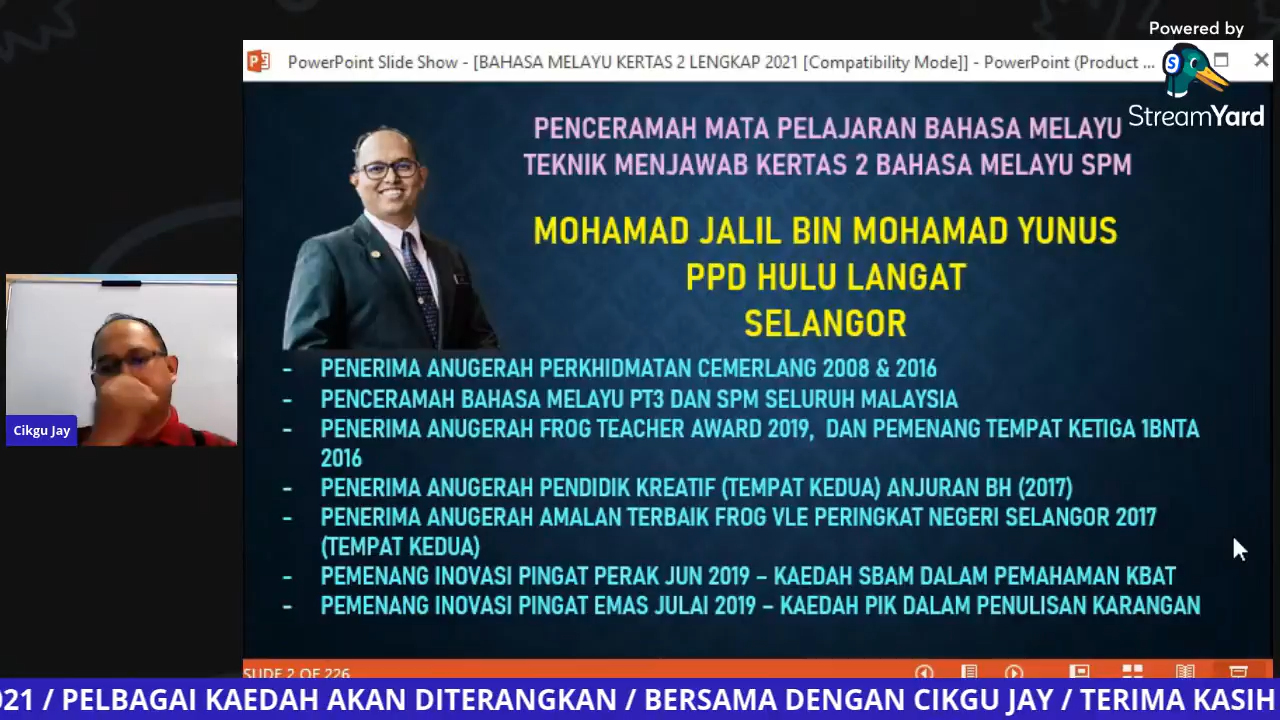 Powered by
StreamYard
PowerPoint Slide Show - [BAHASA MELAYU KERTAS 2 LENGKAP 2021 [Compatibility Mode]] - PowerPoint (Product ...
PENCERAMAH MATA PELAJARAN BAHASA MELAYU
TEKNIK MENJAWAB KERTAS 2 BAHASA MELAYU SPM
MOHAMAD JALIL BIN MOHAMAD YUNUS
PPD HULU LANGAT
SELANGOR
- PENERIMA ANUGERAH PERKHIDMATAN CEMERLANG 2008 & 2016
- PENCERAMAH BAHASA MELAYU PT3 DAN SPM SELURUH MALAYSIA
- PENERIMA ANUGERAH FROG TEACHER AWARD 2019, DAN PEMENANG TEMPAT KETIGA 1BNTA
2016
- PENERIMA ANUGERAH PENDIDIK KREATIF (TEMPAT KEDUA) ANJURAN BH (2017)
- PENERIMA ANUGERAH AMALAN TERBAIK FROG VLE PERINGKAT NEGERI SELANGOR 2017
(TEMPAT KEDUA)
- PEMENANG INOVASI PINGAT PERAK JUN 2019 – KAEDAH SBAM DALAM PEMAHAMAN KBAT
- PEMENANG INOVASI PINGAT EMAS JULAI 2019 – KAEDAH PIK DALAM PENULISAN KARANGAN
Cikgu Jay
SLIDE 2 OF 226
021 / PELBAGAI KAEDAH AKAN DITERANGKAN / BERSAMA DENGAN CIKGU JAY / TERIMA KASIH